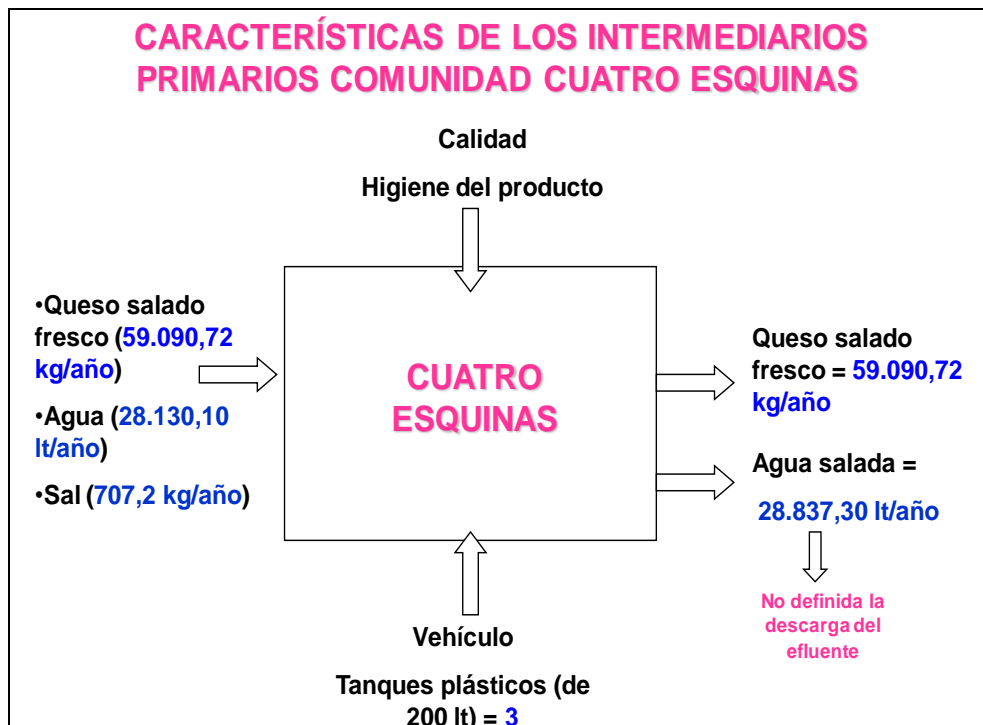 CARACTERÍSTICAS DE LOS INTERMEDIARIOS
PRIMARIOS COMUNIDAD CUATRO ESQUINAS
Calidad
Higiene del producto
•Queso salado
fresco (59.090,72
kg/año)
•Agua (28.130,10
lt/año)
•Sal (707,2 kg/año)
CUATRO
ESQUINAS
Queso salado
fresco = 59.090,72
kg/año
Agua salada =
28.837,30 lt/año
No definida la
descarga del
efluente
Vehículo
Tanques plásticos (de
200 lt) = 3